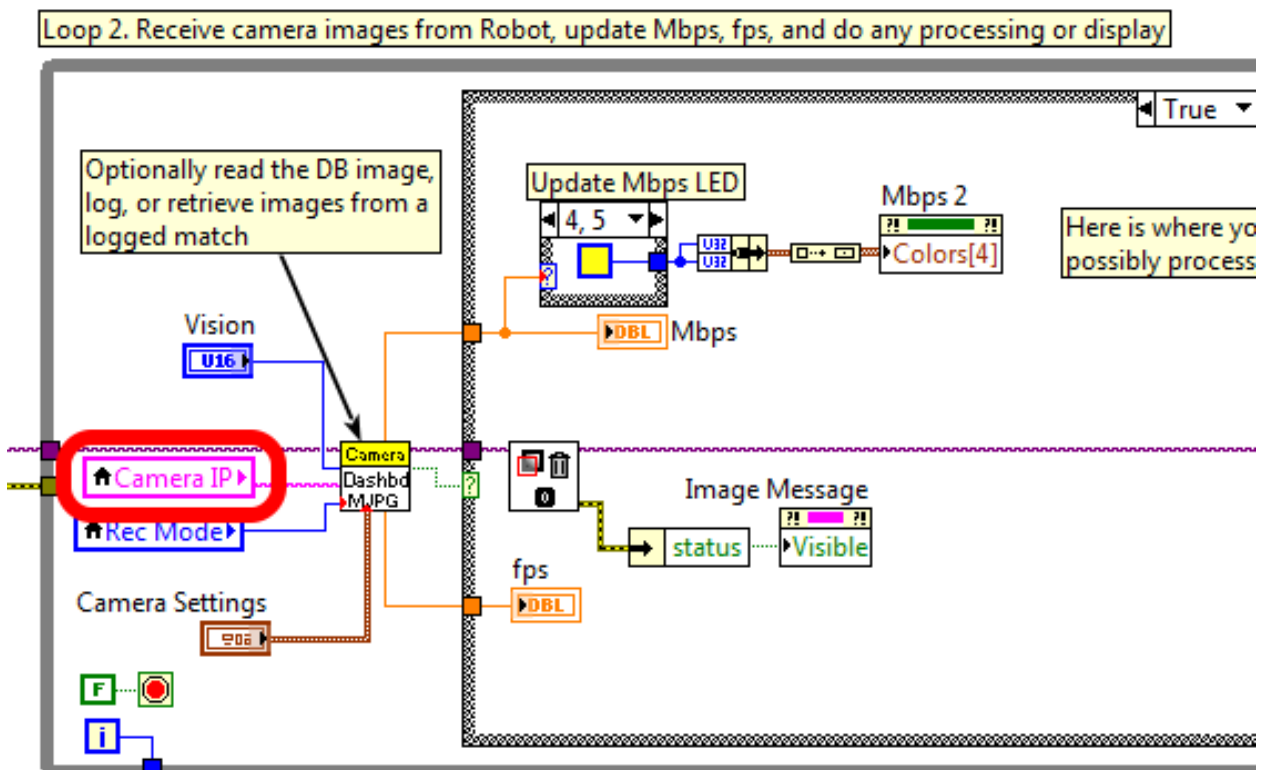 Loop 2. Receive camera images from Robot, update Mbps, fps, and do any processing or display
True
Optionally read the DB image,
log, or retrieve images from a
logged match
Update Mbps LED
4, 5
Mbps 2
U32
U32
Colors[4]
Here is where yo
possibly process
Vision
U16
DBL
Mbps
Camera
Dashbd
MJPG
Camera IP
Rec Mode
Image Message
status
Visible
fps
DBL
Camera Settings
F
i
?
?
?!
?!
?!
?!
0